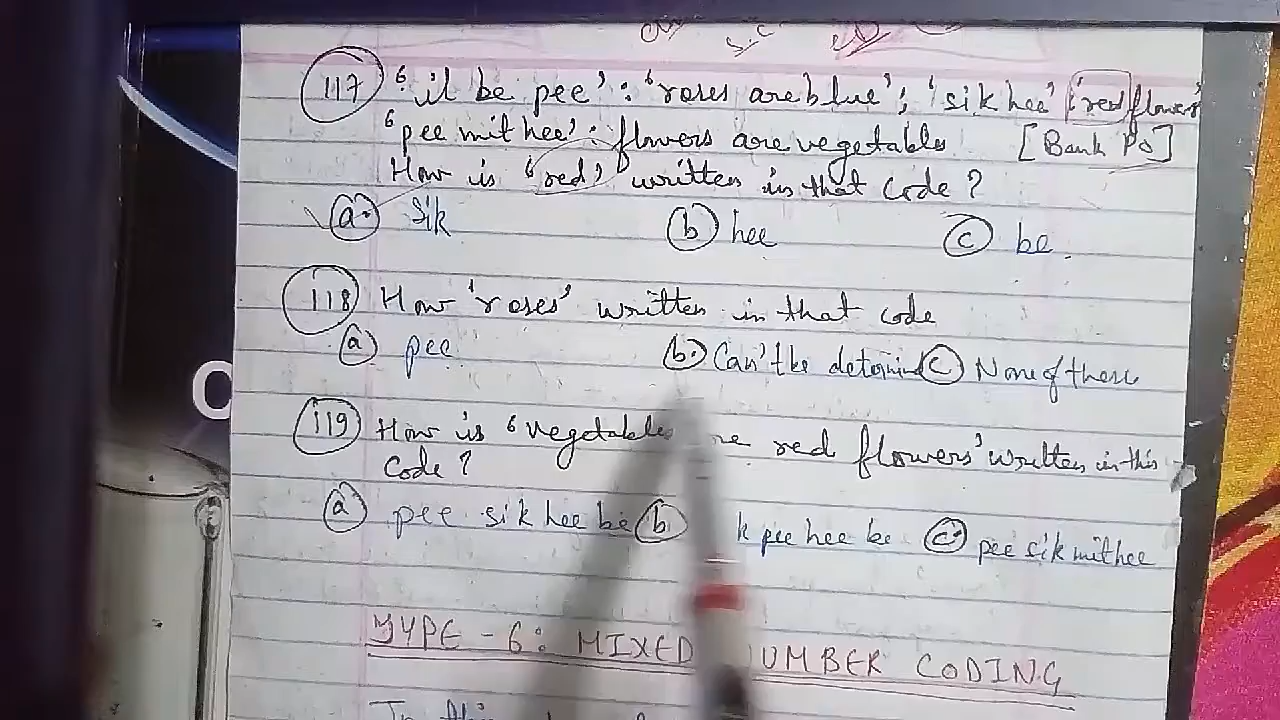 117 'il be pee' : 'roses are blue' ; 'sik hee' : 'red flowers'
'pee mit hee' : flowers are vegetables [Bank PO]
How is 'red' written in that code ?
a. sik b hee c be
118 How 'roses' written in that code
a pee b. Can't be c None of these
119 How is 'vegetables red flowers' written in this
code ?
a pee sik hee be b k pee hee be c. pee sik mit hee
TYPE - 6 : MIXED UMBER CODING
In this